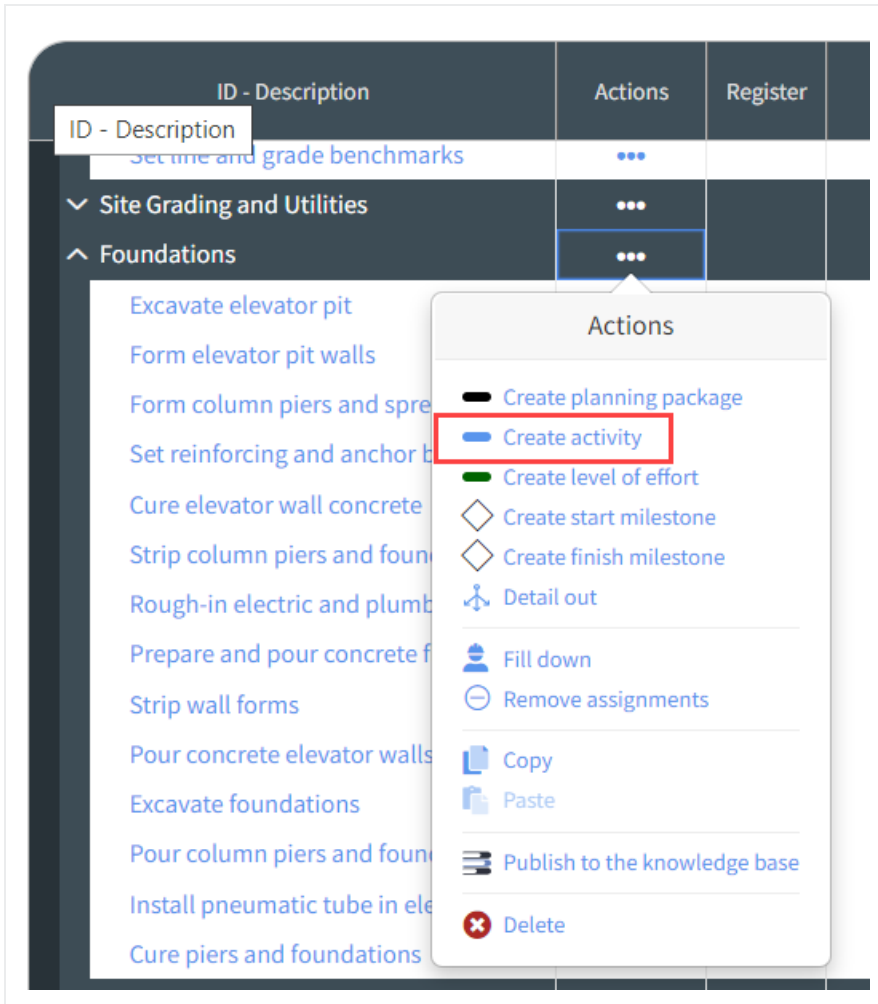 ID - Description Actions Register
ID - Description
Set line and grade benchmarks
Site Grading and Utilities
Foundations
Excavate elevator pit
Form elevator pit walls
Form column piers and spre
Set reinforcing and anchor b
Cure elevator wall concrete
Strip column piers and foun
Rough-in electric and plumb
Prepare and pour concrete f
Strip wall forms
Pour concrete elevator walls
Excavate foundations
Pour column piers and foun
Install pneumatic tube in ele
Cure piers and foundations
Actions
Create planning package
Create activity
Create level of effort
Create start milestone
Create finish milestone
Detail out
Fill down
Remove assignments
Copy
Paste
Publish to the knowledge base
Delete